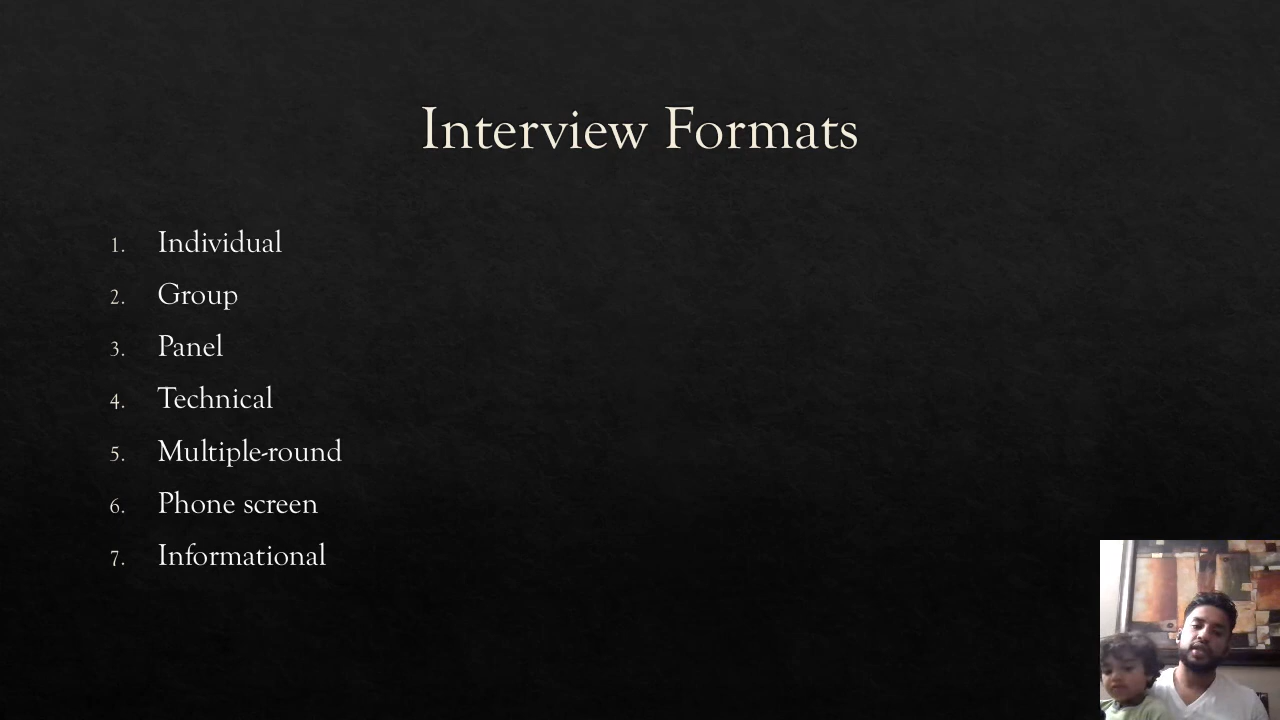 Interview Formats
1. Individual
2. Group
3. Panel
4. Technical
5. Multiple-round
6. Phone screen
7. Informational